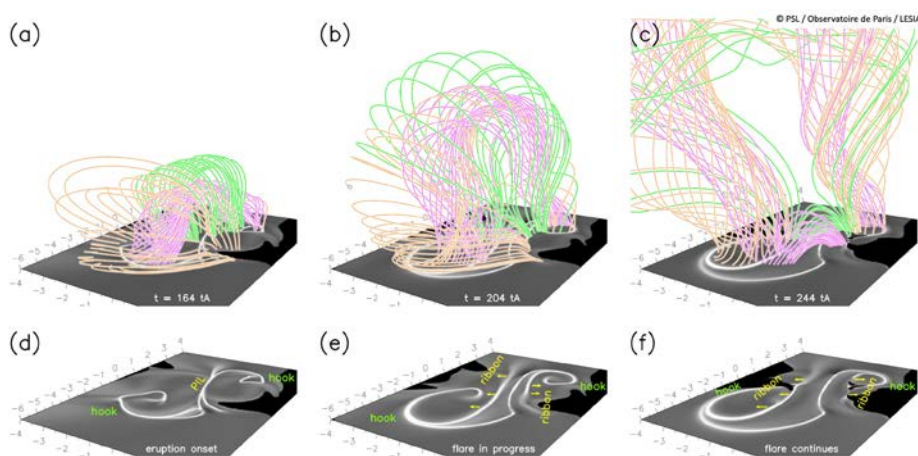 © PSL / Observatoire de Paris / LESIA
(a)
(b)
(c)
t = 164 tA
t = 204 tA
t = 244 tA
(d)
(e)
(f)
hook
PIL
hook
eruption onset
hook
ribbon
ribbon
hook
flare in progress
hook
ribbon
ribbon
hook
flare continues